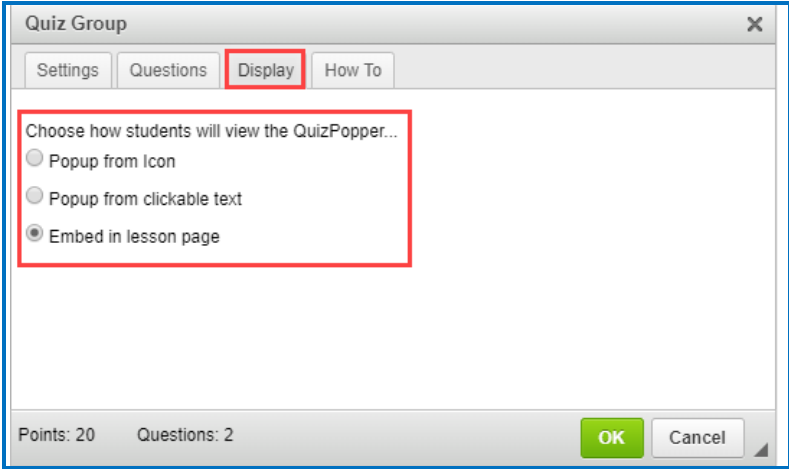 Quiz Group
Settings Questions Display How To
Choose how students will view the QuizPopper...
Popup from Icon
Popup from clickable text
Embed in lesson page
Points: 20 Questions: 2 OK Cancel